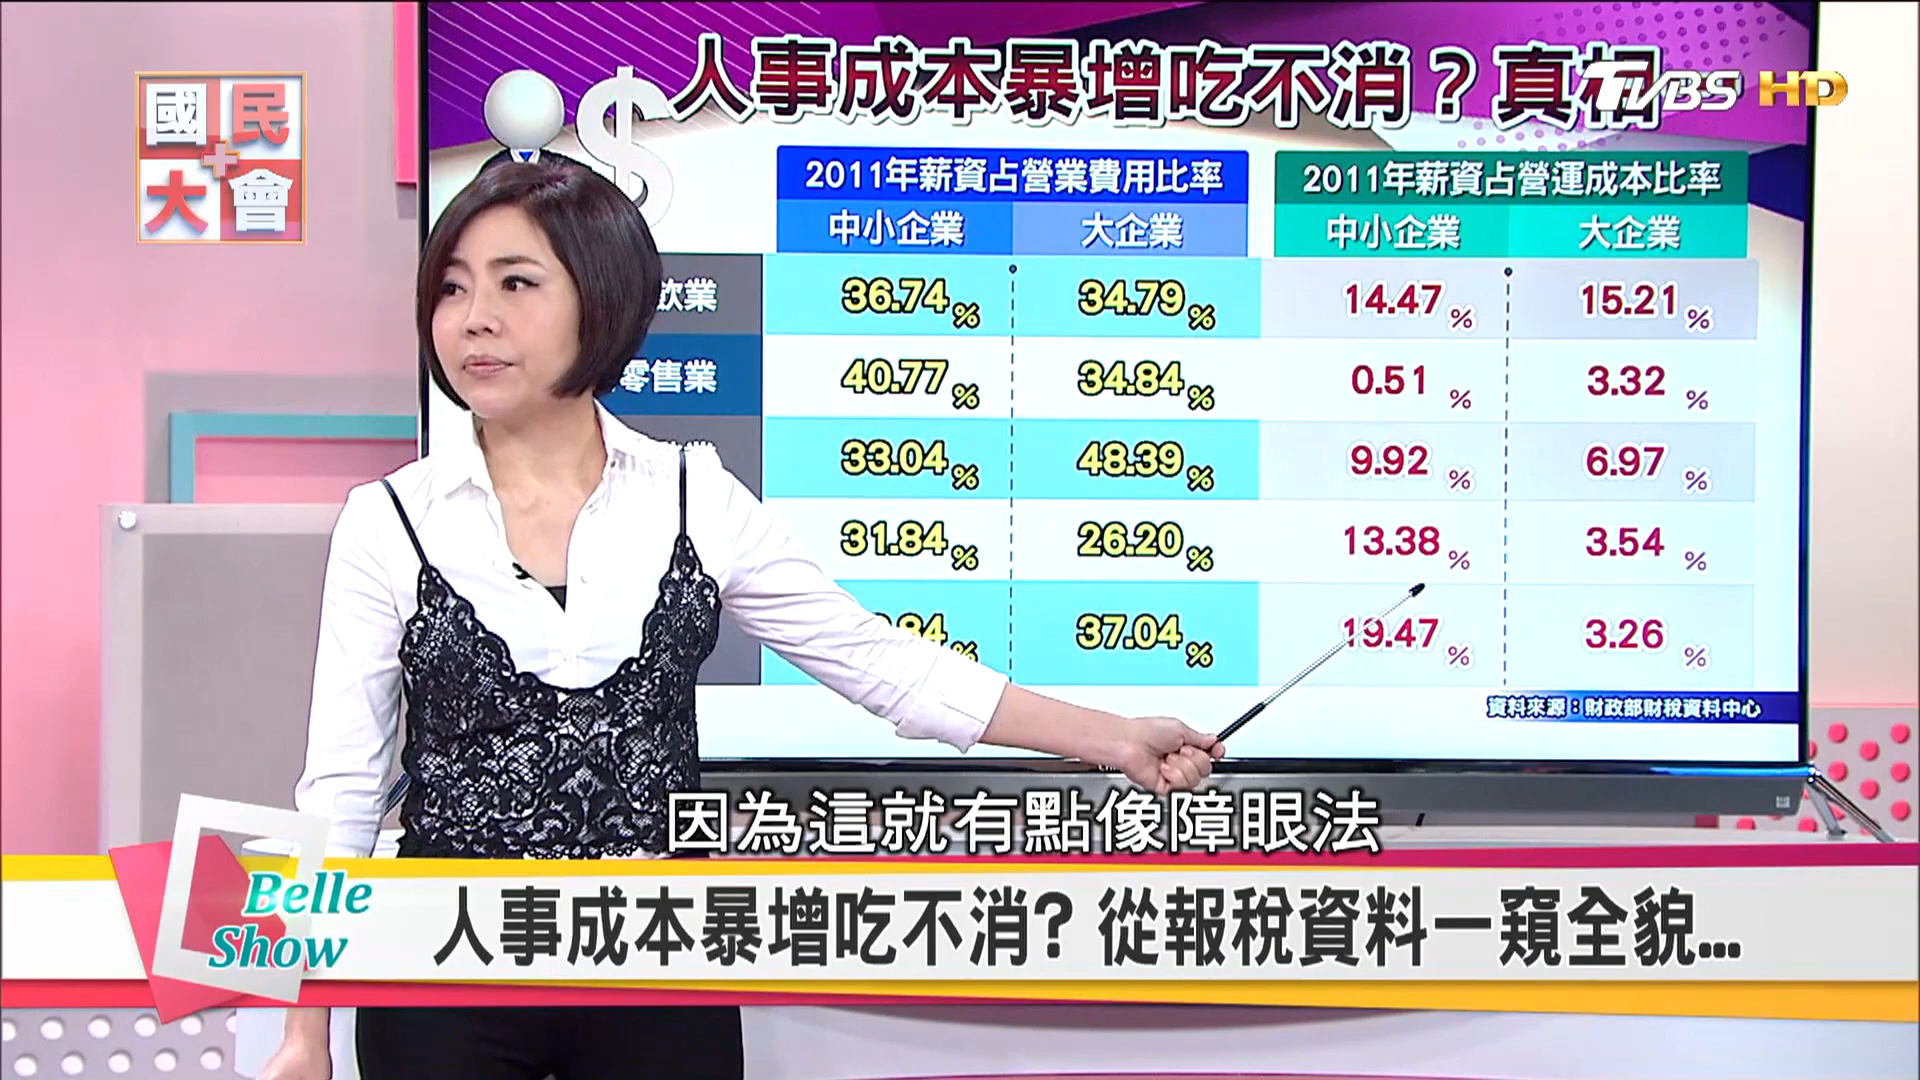 國民
大會
人事成本暴增吃不消？真相
TVBS HD
2011年薪資占營業費用比率
2011年薪資占營運成本比率
中小企業
大企業
中小企業
大企業
飲業
36.74%
34.79%
14.47%
15.21%
零售業
40.77%
34.84%
0.51%
3.32%
33.04%
48.39%
9.92%
6.97%
31.84%
26.20%
13.38%
3.54%
.84%
37.04%
19.47%
3.26%
資料來源：財政部財稅資料中心
因為這就有點像障眼法
Belle
Show
人事成本暴增吃不消？從報稅資料一窺全貌...